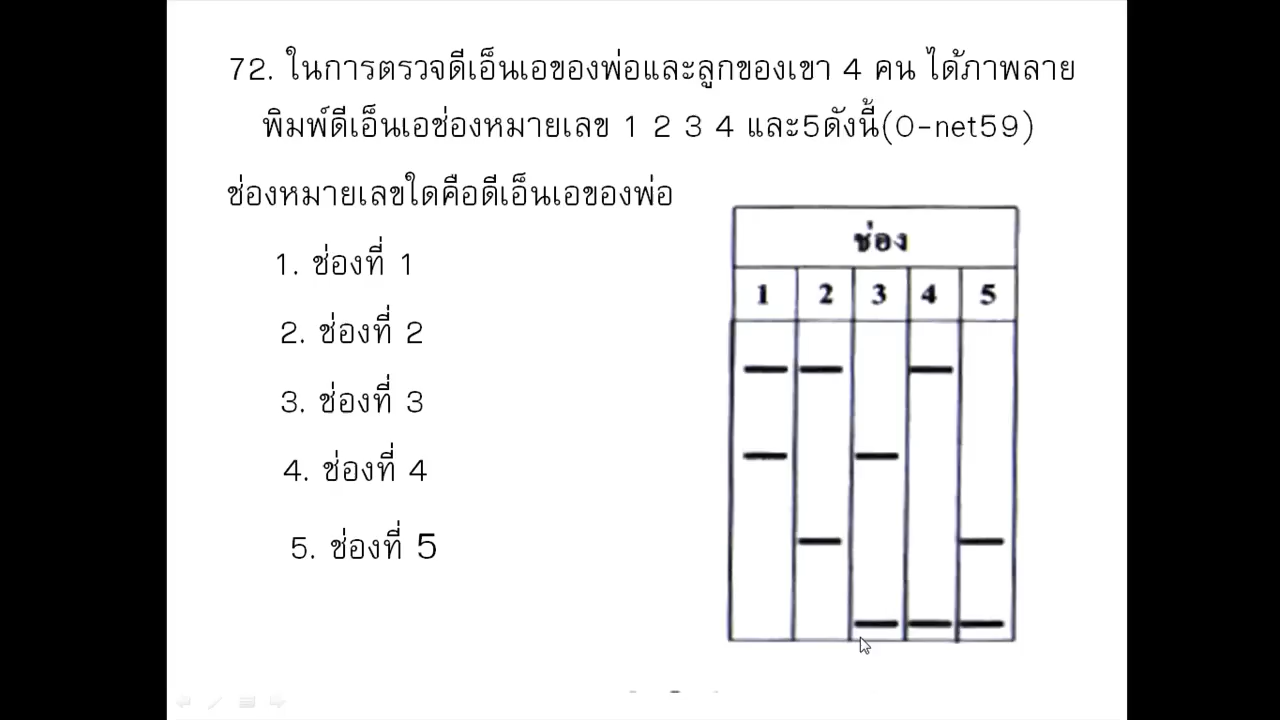 72. ในการตรวจดีเอ็นเอของพ่อและลูกของเขา 4 คน ได้ภาพลาย
พิมพ์ดีเอ็นเอช่องหมายเลข 1 2 3 4 และ5ดังนี้(O-net59)
ช่องหมายเลขใดคือดีเอ็นเอของพ่อ
1. ช่องที่ 1
2. ช่องที่ 2
3. ช่องที่ 3
4. ช่องที่ 4
5. ช่องที่ 5
ช่อง
1 2 3 4 5